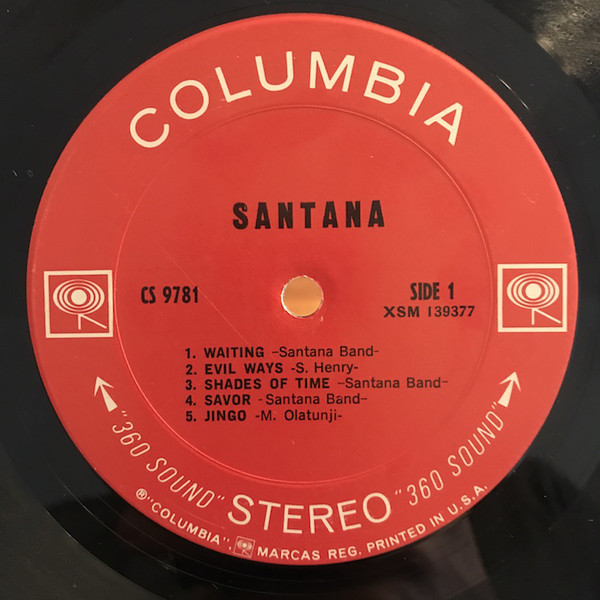 COLUMBIA
SANTANA
CS 9781
SIDE 1
XSM 139377
1. WAITING -Santana Band-
2. EVIL WAYS -S. Henry-
3. SHADES OF TIME -Santana Band-
4. SAVOR -Santana Band-
5. JINGO -M. Olatunji-
"360 SOUND" STEREO "360 SOUND"
® "COLUMBIA", MARCAS REG. PRINTED IN U.S.A.